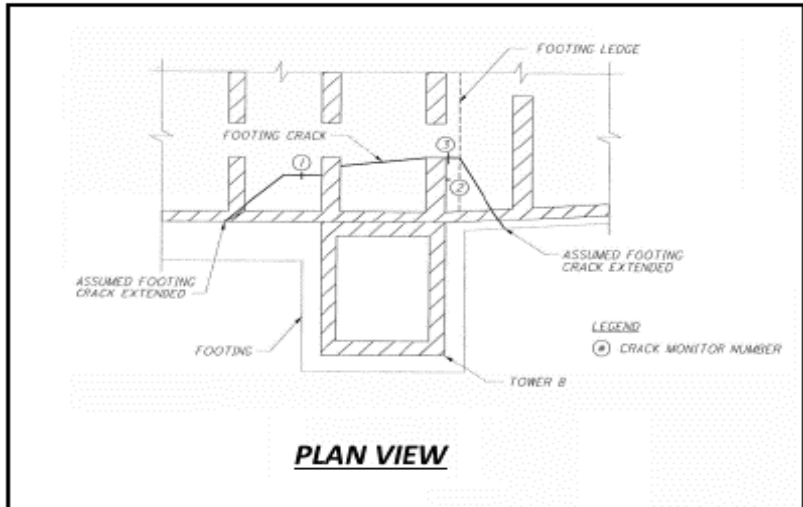 FOOTING LEDGE
FOOTING CRACK
3
1
2
ASSUMED FOOTING
CRACK EXTENDED
ASSUMED FOOTING
CRACK EXTENDED
FOOTING
LEGEND
# CRACK MONITOR NUMBER
TOWER B
PLAN VIEW